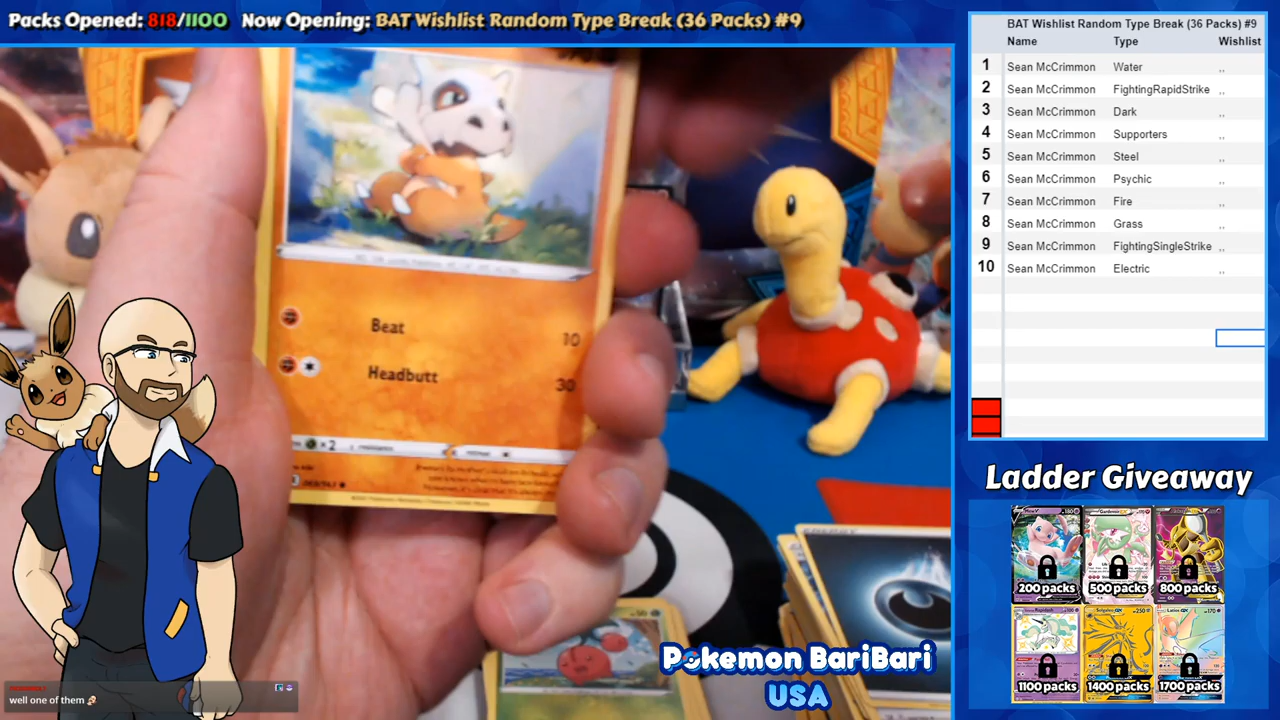 Packs Opened: 818/1100 Now Opening: BAT Wishlist Random Type Break (36 Packs) #9
BAT Wishlist Random Type Break (36 Packs) #9
Name Type Wishlist
1 Sean McCrimmon Water ,,
2 Sean McCrimmon FightingRapidStrike ,,
3 Sean McCrimmon Dark ,,
4 Sean McCrimmon Supporters ,,
5 Sean McCrimmon Steel ,,
6 Sean McCrimmon Psychic ,,
7 Sean McCrimmon Fire ,,
8 Sean McCrimmon Grass ,,
9 Sean McCrimmon FightingSingleStrike ,,
10 Sean McCrimmon Electric ,,
Beat 10
Headbutt 30
x2
Ladder Giveaway
200 packs 500 packs 800 packs
1100 packs 1400 packs 1700 packs
Pokemon BariBari
USA
well one of them